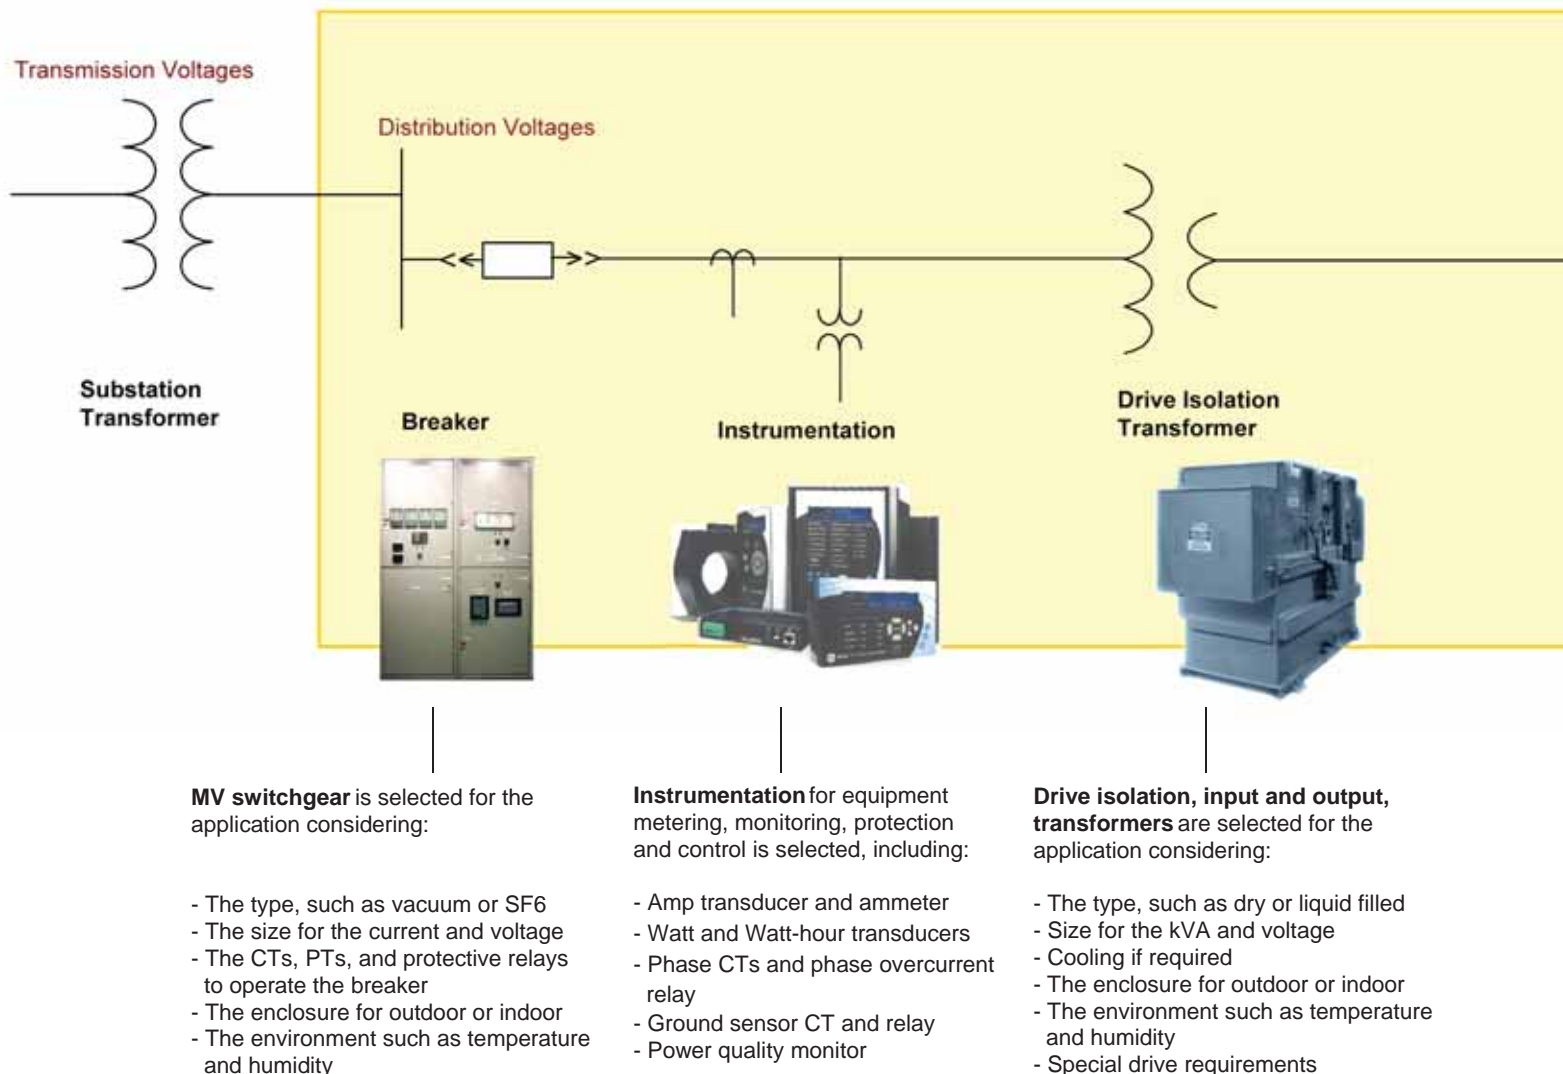 Transmission Voltages
Distribution Voltages
Substation
Transformer
Breaker
Instrumentation
Drive Isolation
Transformer
MV switchgear is selected for the
application considering:
- The type, such as vacuum or SF6
- The size for the current and voltage
- The CTs, PTs, and protective relays
to operate the breaker
- The enclosure for outdoor or indoor
- The environment such as temperature
and humidity
Instrumentation for equipment
metering, monitoring, protection
and control is selected, including:
- Amp transducer and ammeter
- Watt and Watt-hour transducers
- Phase CTs and phase overcurrent
relay
- Ground sensor CT and relay
- Power quality monitor
Drive isolation, input and output,
transformers are selected for the
application considering:
- The type, such as dry or liquid filled
- Size for the kVA and voltage
- Cooling if required
- The enclosure for outdoor or indoor
- The environment such as temperature
and humidity
- Special drive requirements